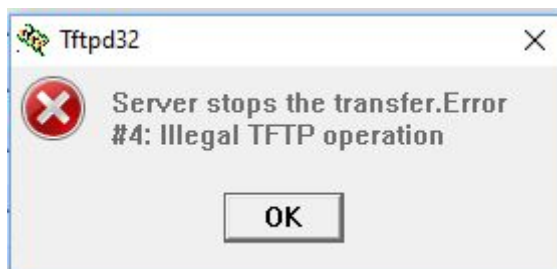 Tftpd32
Server stops the transfer.Error
#4: Illegal TFTP operation
OK